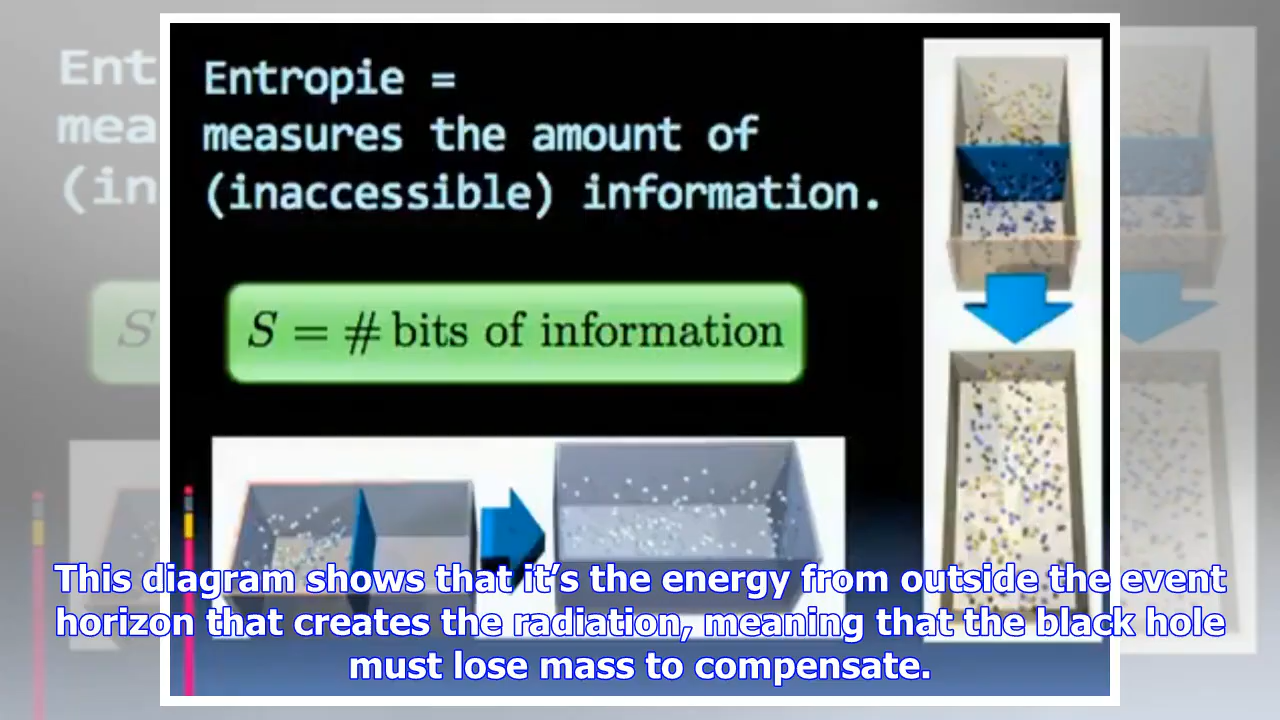 Entropie =
measures the amount of
(inaccessible) information.
S = # bits of information
This diagram shows that it’s the energy from outside the event
horizon that creates the radiation, meaning that the black hole
must lose mass to compensate.